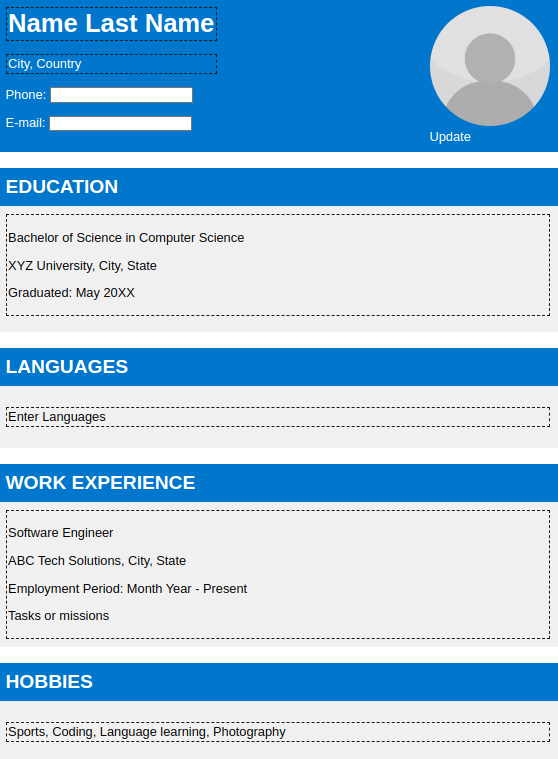 Name Last Name
City, Country
Phone:
E-mail:
Update
EDUCATION
Bachelor of Science in Computer Science
XYZ University, City, State
Graduated: May 20XX
LANGUAGES
Enter Languages
WORK EXPERIENCE
Software Engineer
ABC Tech Solutions, City, State
Employment Period: Month Year - Present
Tasks or missions
HOBBIES
Sports, Coding, Language learning, Photography